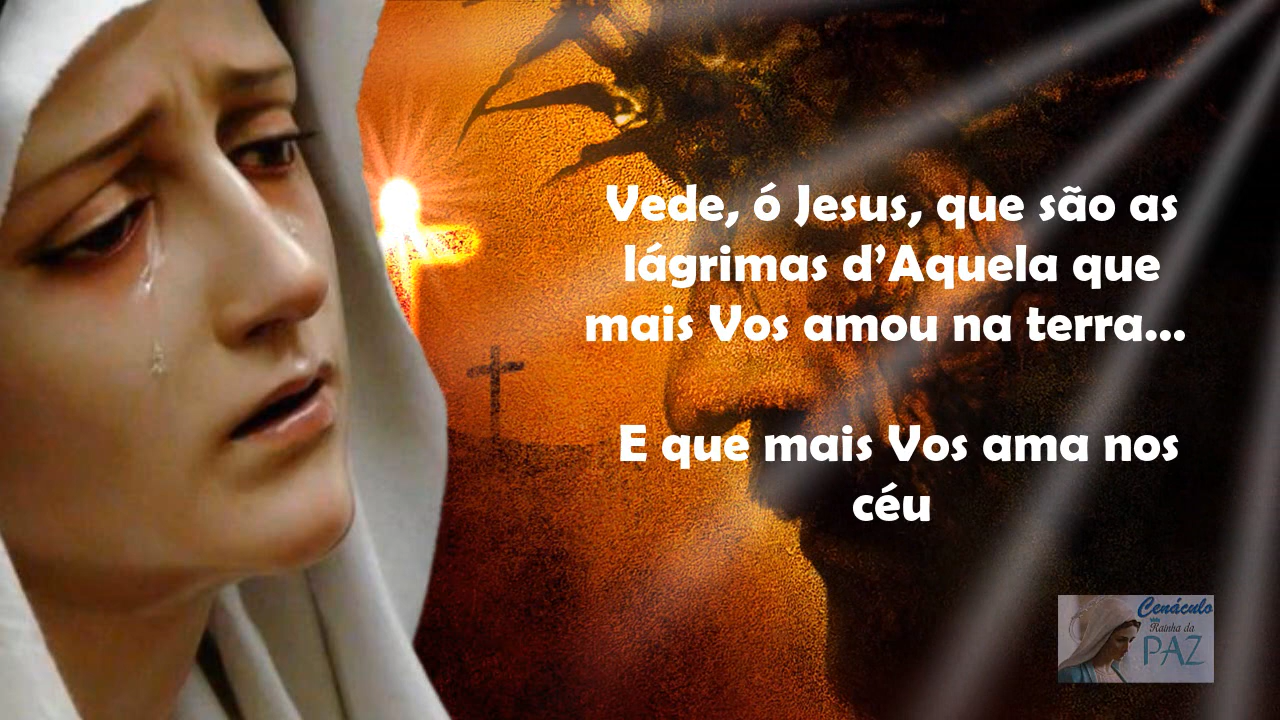 Vede, ó Jesus, que são as
lágrimas d’Aquela que
mais Vos amou na terra...
E que mais Vos ama nos
céu
Cenáculo
Rainha da
PAZ